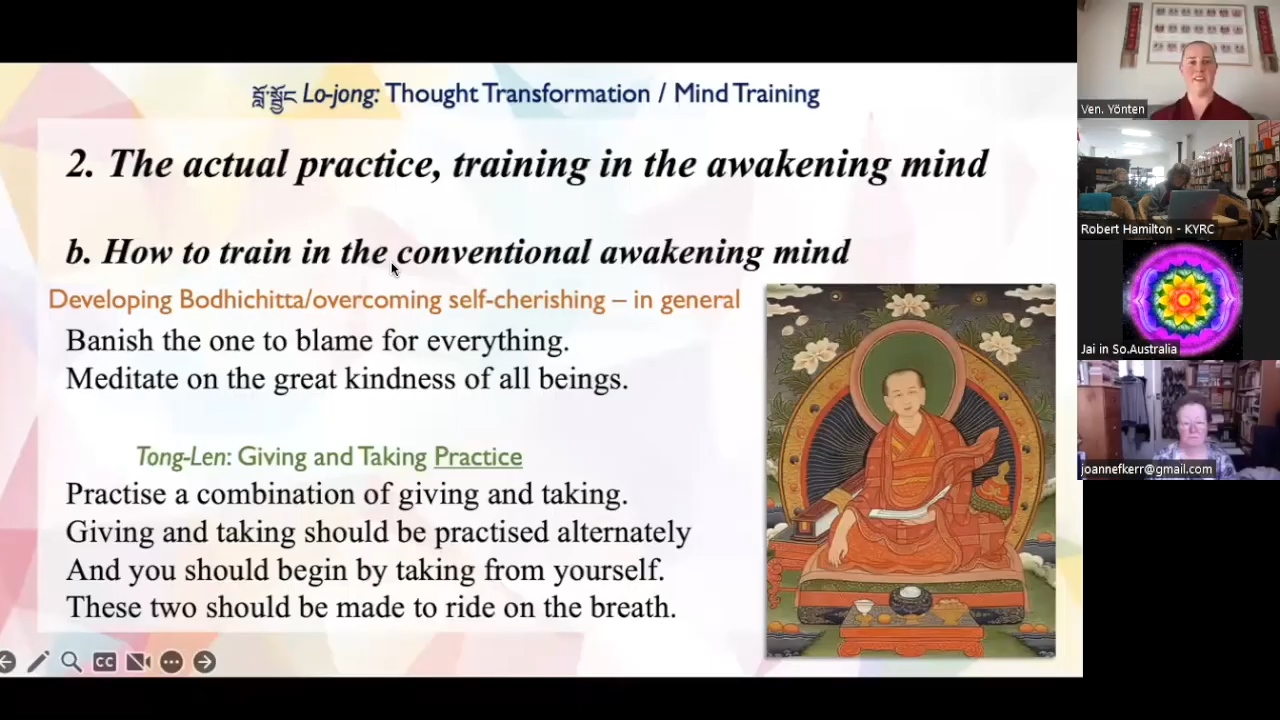 བློ་སྦྱོང Lo-jong: Thought Transformation / Mind Training
2. The actual practice, training in the awakening mind
b. How to train in the conventional awakening mind
Developing Bodhichitta/overcoming self-cherishing – in general
Banish the one to blame for everything.
Meditate on the great kindness of all beings.
Tong-Len: Giving and Taking Practice
Practise a combination of giving and taking.
Giving and taking should be practised alternately
And you should begin by taking from yourself.
These two should be made to ride on the breath.
CC
Ven. Yönten
Robert Hamilton - KYRC
Jai in So.Australia
joannefkerr@gmail.com